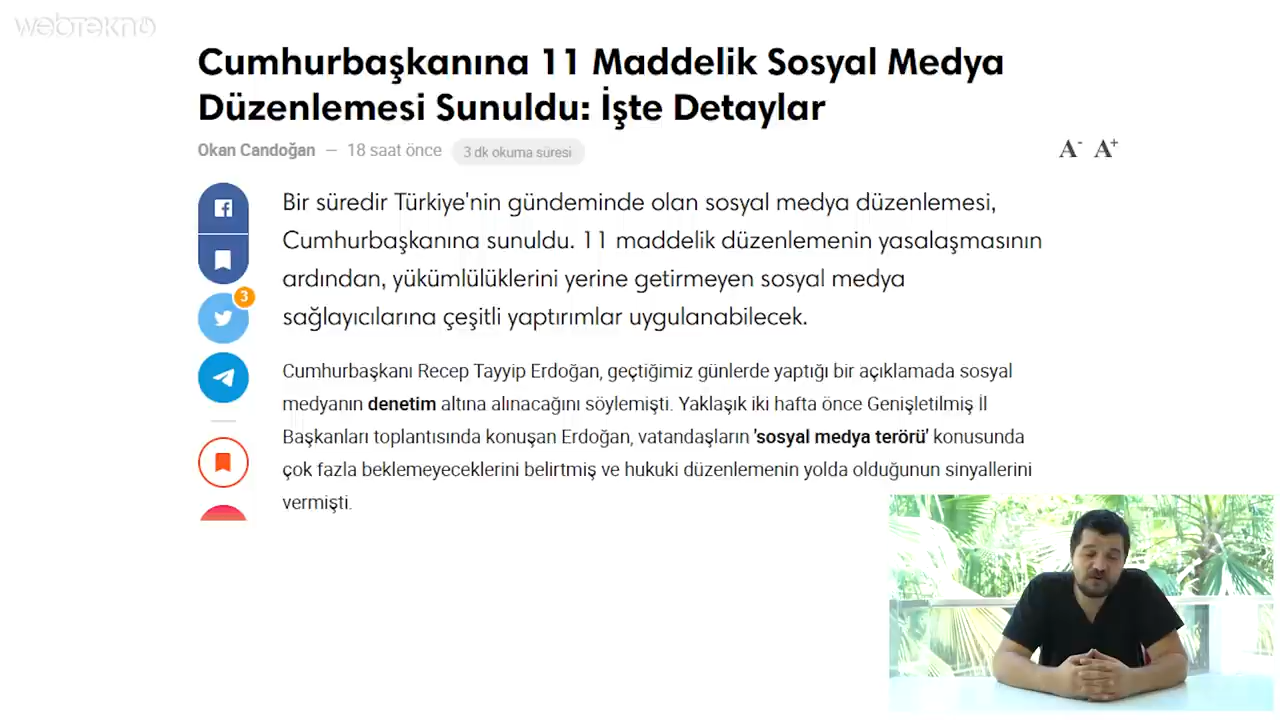 webtekno
Cumhurbaşkanına 11 Maddelik Sosyal Medya
Düzenlemesi Sunuldu: İşte Detaylar
Okan Candoğan — 18 saat önce 3 dk okuma süresi
A- A+
Bir süredir Türkiye'nin gündeminde olan sosyal medya düzenlemesi,
Cumhurbaşkanına sunuldu. 11 maddelik düzenlemenin yasalaşmasının
ardından, yükümlülüklerini yerine getirmeyen sosyal medya
sağlayıcılarına çeşitli yaptırımlar uygulanabilecek.
3
Cumhurbaşkanı Recep Tayyip Erdoğan, geçtiğimiz günlerde yaptığı bir açıklamada sosyal
medyanın denetim altına alınacağını söylemişti. Yaklaşık iki hafta önce Genişletilmiş İl
Başkanları toplantısında konuşan Erdoğan, vatandaşların 'sosyal medya terörü' konusunda
çok fazla beklemeyeceklerini belirtmiş ve hukuki düzenlemenin yolda olduğunun sinyallerini
vermişti.